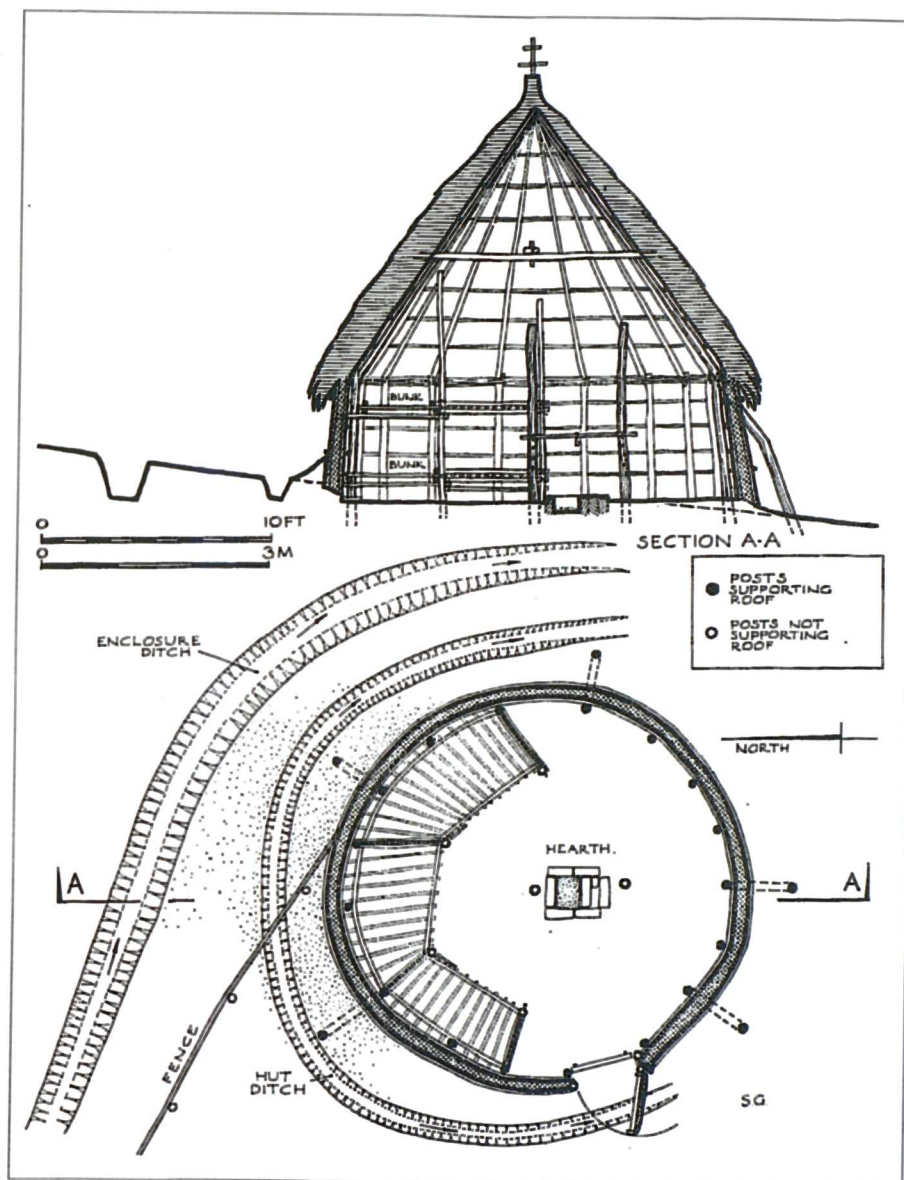 BUNK
BUNK
0 10FT
0 3M
SECTION A-A
POSTS
SUPPORTING
ROOF
POSTS NOT
SUPPORTING
ROOF
ENCLOSURE
DITCH
NORTH
HEARTH.
A
A
FENCE
HUT
DITCH
S.G.